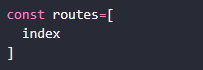 const routes=[
  index
]